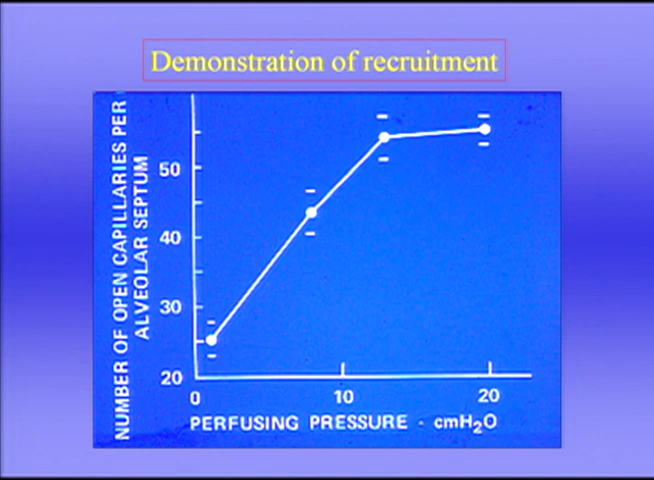 Demonstration of recruitment
NUMBER OF OPEN CAPILLARIES PER
ALVEOLAR SEPTUM
50
40
30
20
0 10 20
PERFUSING PRESSURE - cmH₂O